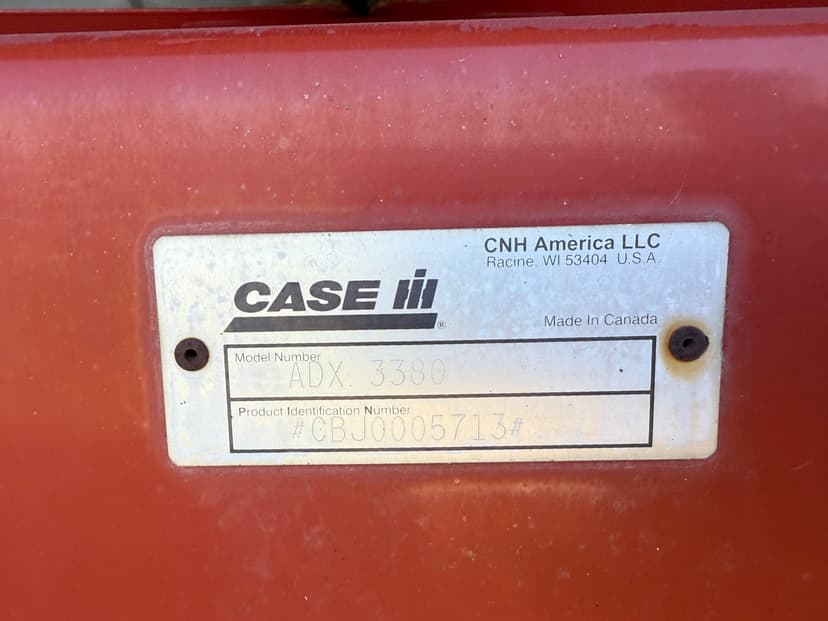 CNH America LLC
Racine, WI 53404 U.S.A.
CASE IH
®
Made In Canada
Model Number
ADX 3380
Product Identification Number
#CBJ0005713#